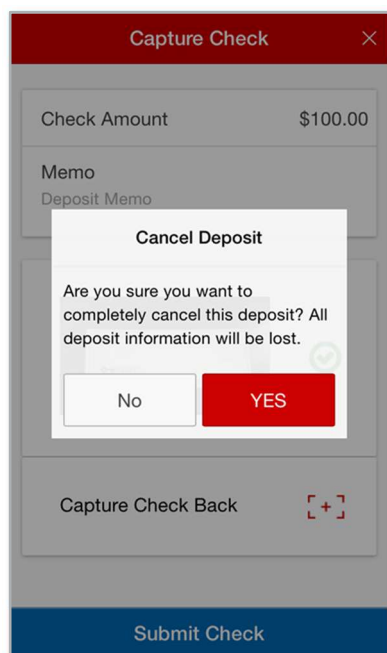 Capture Check
Check Amount $100.00
Memo
Deposit Memo
Cancel Deposit
Are you sure you want to
completely cancel this deposit? All
deposit information will be lost.
No YES
Capture Check Back
Submit Check